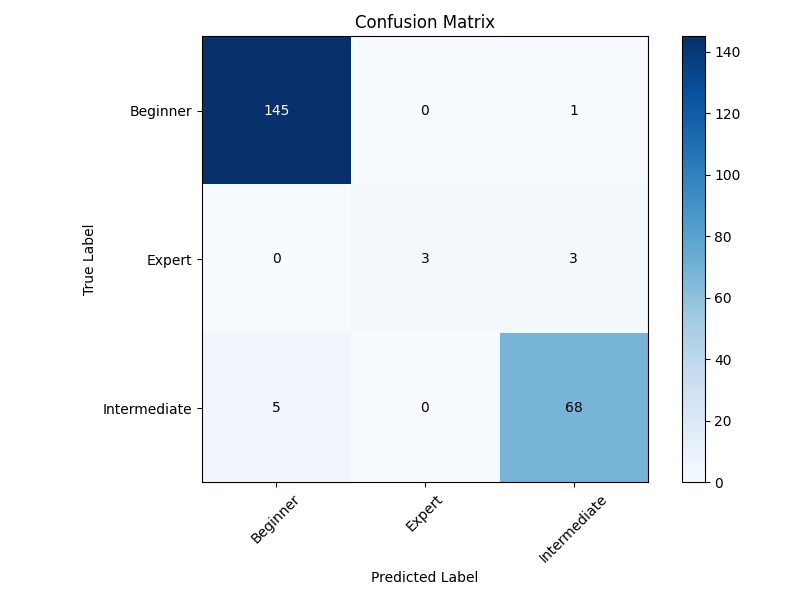 Confusion Matrix
True Label
Beginner 145 0 1
Expert 0 3 3
Intermediate 5 0 68
Beginner Expert Intermediate
Predicted Label
140
120
100
80
60
40
20
0